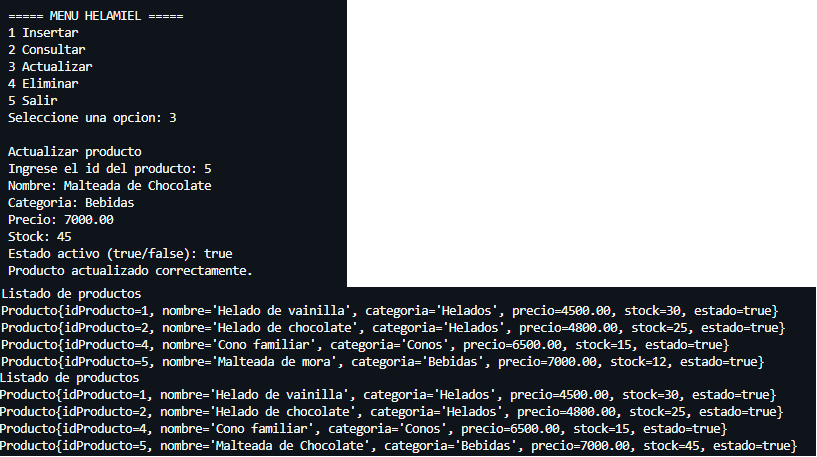 ===== MENU HELAMIEL =====
1 Insertar
2 Consultar
3 Actualizar
4 Eliminar
5 Salir
Seleccione una opcion: 3
Actualizar producto
Ingrese el id del producto: 5
Nombre: Malteada de Chocolate
Categoria: Bebidas
Precio: 7000.00
Stock: 45
Estado activo (true/false): true
Producto actualizado correctamente.
Listado de productos
Producto{idProducto=1, nombre='Helado de vainilla', categoria='Helados', precio=4500.00, stock=30, estado=true}
Producto{idProducto=2, nombre='Helado de chocolate', categoria='Helados', precio=4800.00, stock=25, estado=true}
Producto{idProducto=4, nombre='Cono familiar', categoria='Conos', precio=6500.00, stock=15, estado=true}
Producto{idProducto=5, nombre='Malteada de mora', categoria='Bebidas', precio=7000.00, stock=12, estado=true}
Listado de productos
Producto{idProducto=1, nombre='Helado de vainilla', categoria='Helados', precio=4500.00, stock=30, estado=true}
Producto{idProducto=2, nombre='Helado de chocolate', categoria='Helados', precio=4800.00, stock=25, estado=true}
Producto{idProducto=4, nombre='Cono familiar', categoria='Conos', precio=6500.00, stock=15, estado=true}
Producto{idProducto=5, nombre='Malteada de Chocolate', categoria='Bebidas', precio=7000.00, stock=45, estado=true}